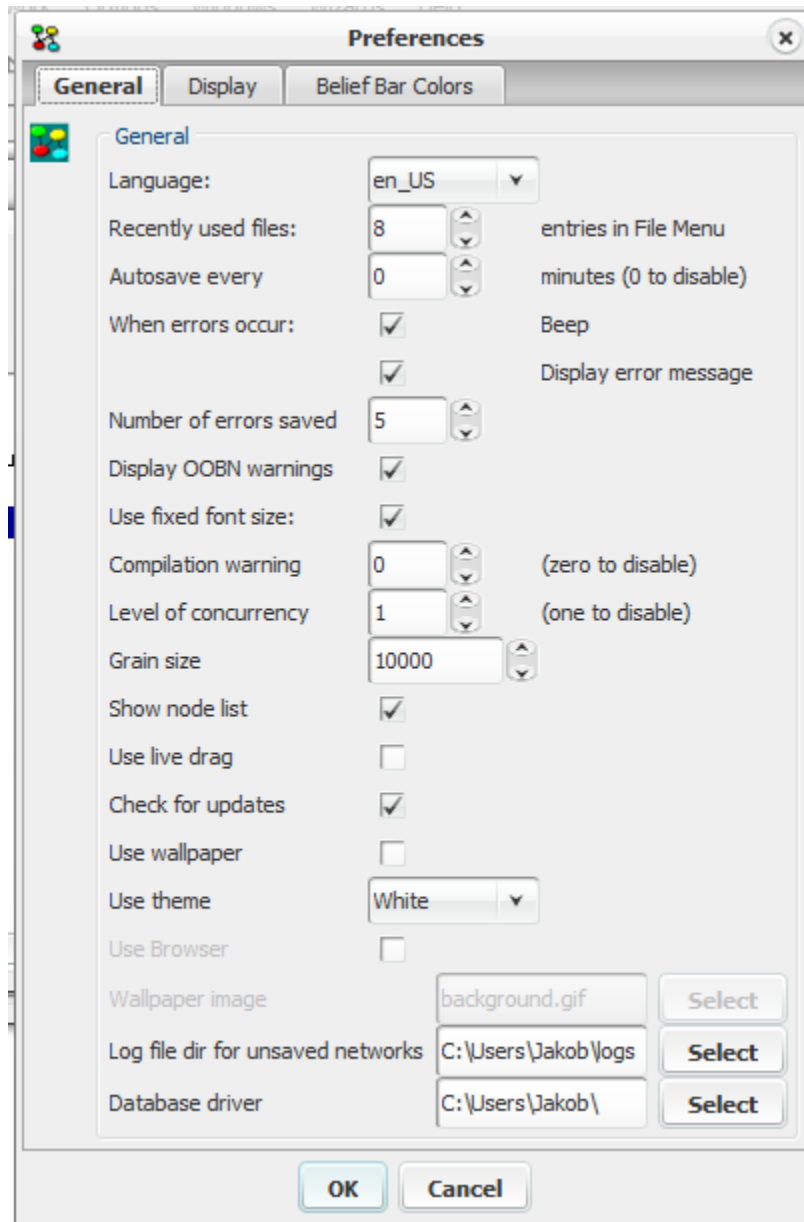 Preferences
General Display Belief Bar Colors
General
Language: en_US
Recently used files: 8 entries in File Menu
Autosave every 0 minutes (0 to disable)
When errors occur: Beep
Display error message
Number of errors saved 5
Display OOBN warnings
Use fixed font size:
Compilation warning 0 (zero to disable)
Level of concurrency 1 (one to disable)
Grain size 10000
Show node list
Use live drag
Check for updates
Use wallpaper
Use theme White
Use Browser
Wallpaper image background.gif Select
Log file dir for unsaved networks C:\Users\Jakob\logs Select
Database driver C:\Users\Jakob\ Select
OK Cancel